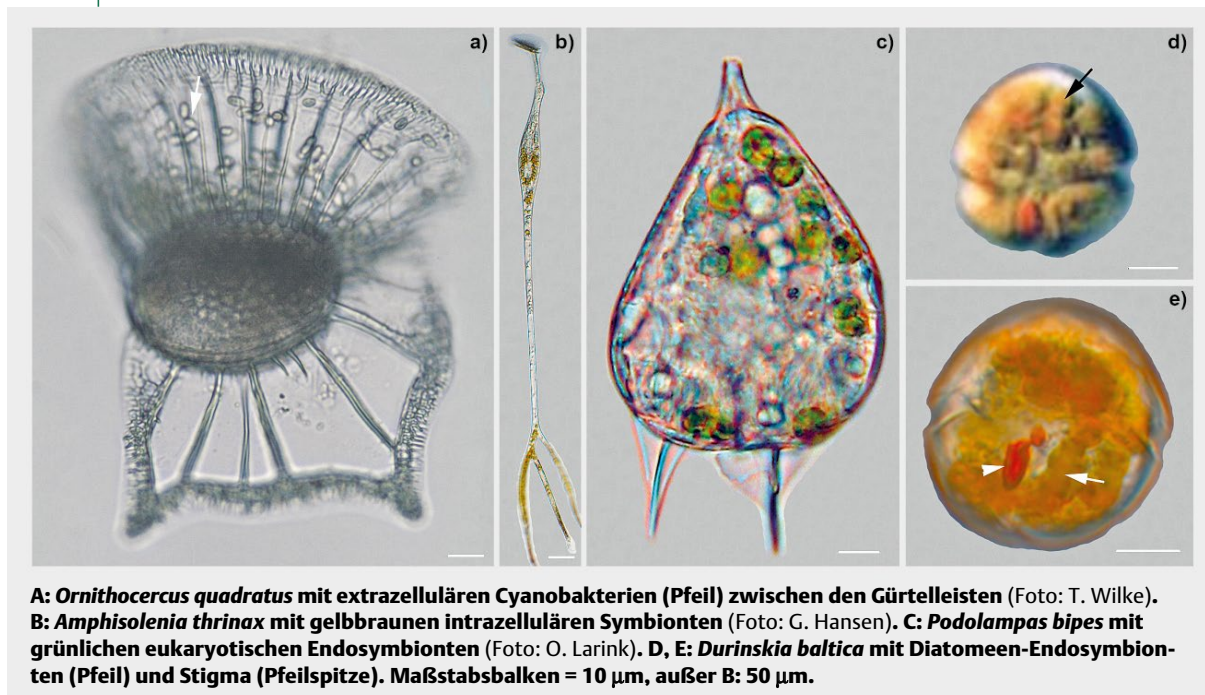 a)
b)
c)
d)
e)
A: Ornithocercus quadratus mit extrazellulären Cyanobakterien (Pfeil) zwischen den Gürtelleisten (Foto: T. Wilke).
B: Amphisolenia thrinax mit gelbbraunen intrazellulären Symbionten (Foto: G. Hansen). C: Podolampas bipes mit
grünlichen eukaryotischen Endosymbionten (Foto: O. Larink). D, E: Durinskia baltica mit Diatomeen-Endosymbion-
ten (Pfeil) und Stigma (Pfeilspitze). Maßstabsbalken = 10 µm, außer B: 50 µm.